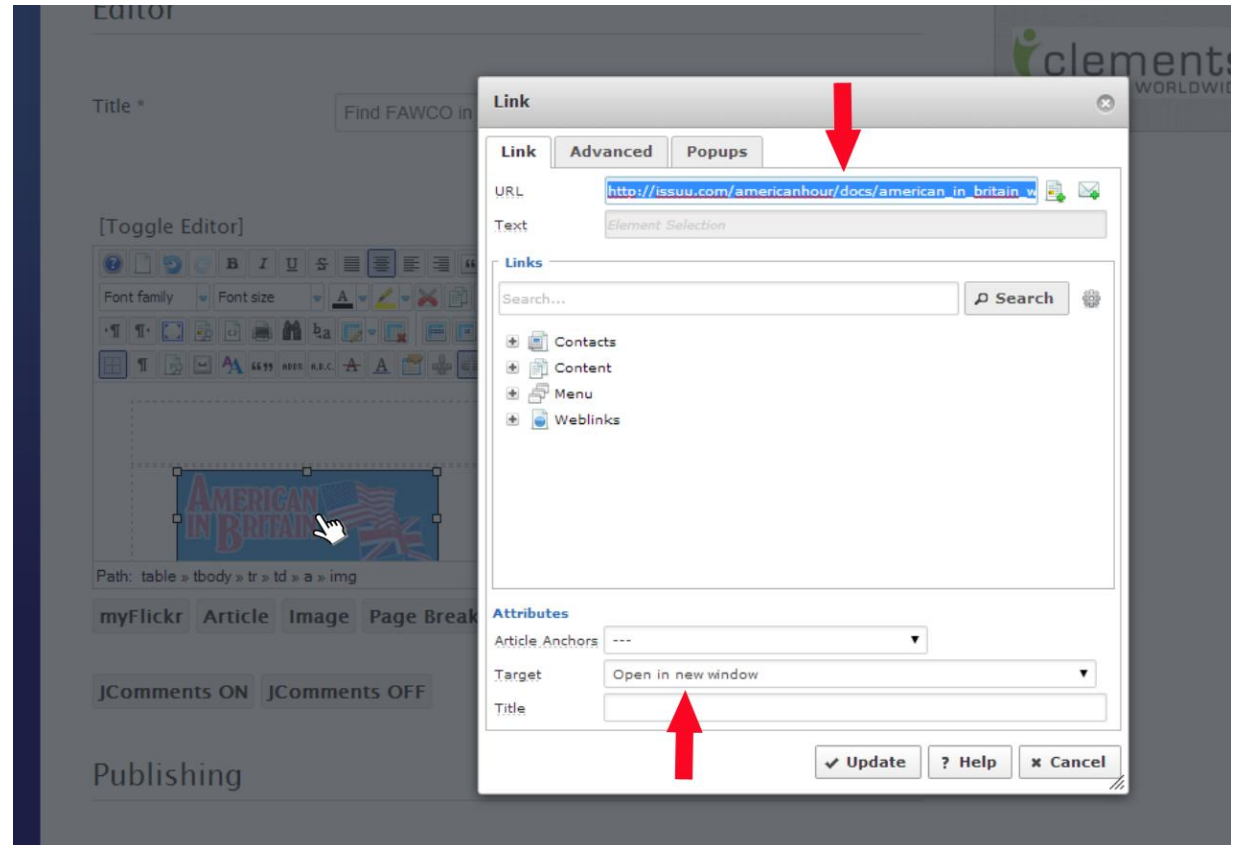 Editor
clements
WORLDWID
Title *
Find FAWCO in
Link
Link Advanced Popups
URL http://issuu.com/americanhour/docs/american_in_britain_w
Text Element Selection
[Toggle Editor]
Links
B I U S
Search... Search
Font family Font size A
Contacts
Content
Menu
Weblinks
AMERICAN
IN BRITAIN
Path: table » tbody » tr » td » a » img
myFlickr Article Image Page Break
Attributes
Article Anchors ---
Target Open in new window
Title
JComments ON JComments OFF
Update ? Help Cancel
Publishing